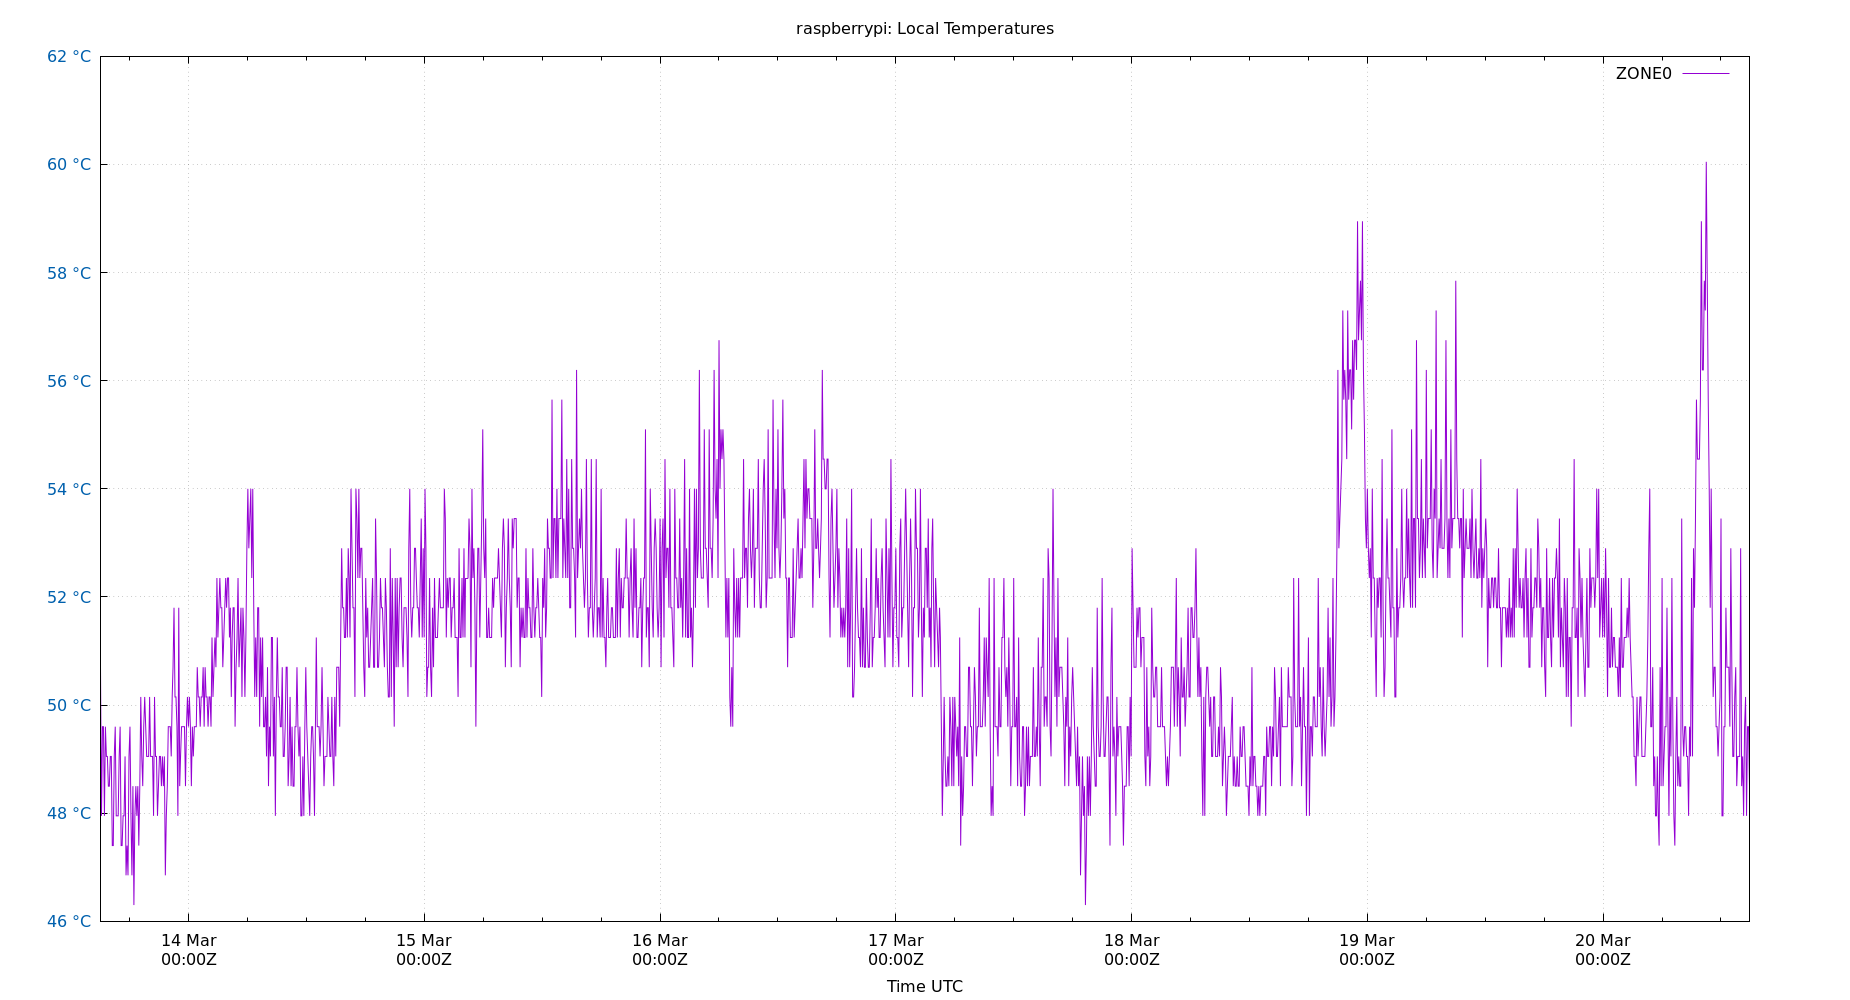 raspberrypi: Local Temperatures
62 °C
ZONE0
60 °C
58 °C
56 °C
54 °C
52 °C
50 °C
48 °C
46 °C
14 Mar 15 Mar 16 Mar 17 Mar 18 Mar 19 Mar 20 Mar
00:00Z 00:00Z 00:00Z 00:00Z 00:00Z 00:00Z 00:00Z
Time UTC